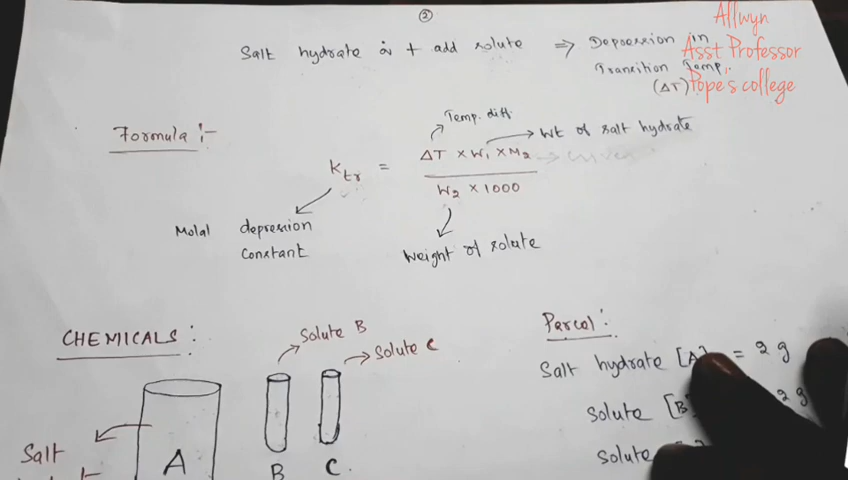 ②
Salt hydrate + add solute ⇒ Depression in
Transition Temp,
(ΔT)
Allwyn
Asst Professor
Pope's college
Formula :-
Temp. diff
Wt of salt hydrate
Ktr = ΔT × W1 × M2
W2 × 1000
Molal depression
constant
Weight of solute
CHEMICALS :
Solute B
Solute C
Salt
A
B
C.
Parcel :
Salt hydrate [A] = 2 g
solute [B] 2 g
solute